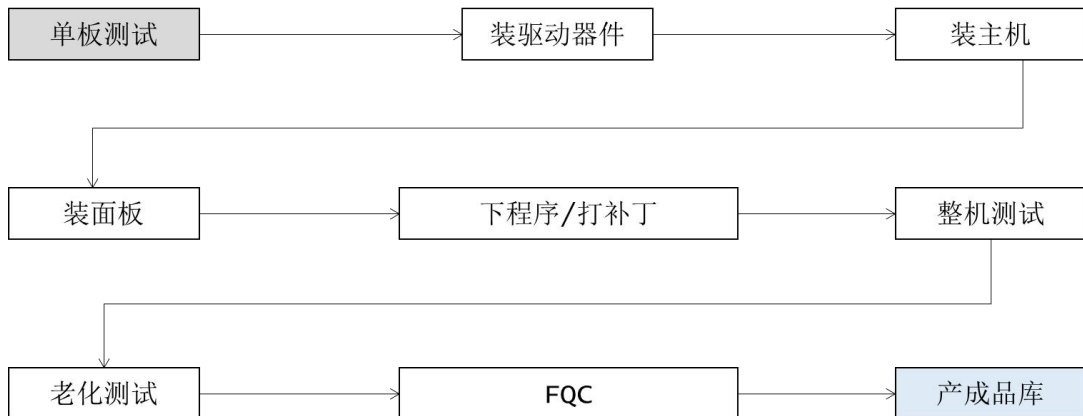 单板测试
装驱动器件
装主机
装面板
下程序/打补丁
整机测试
老化测试
FQC
产成品库